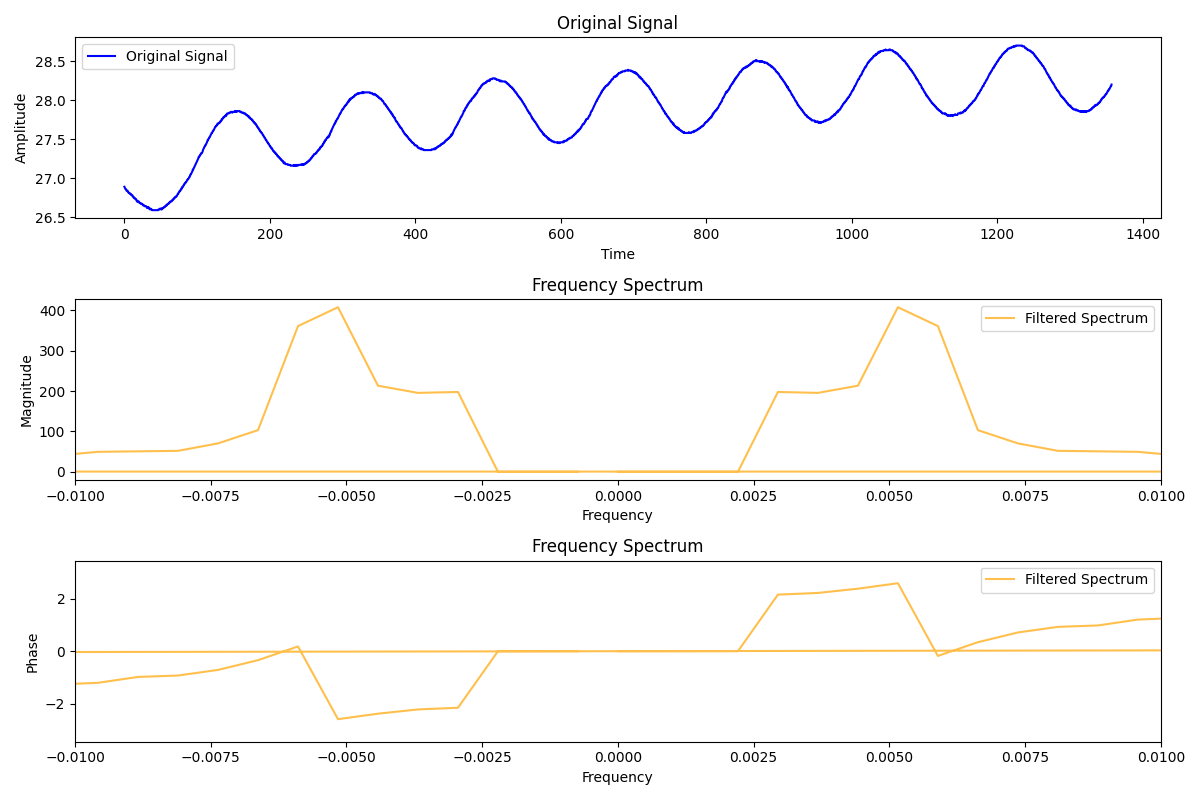 Original Signal
Original Signal
Amplitude
28.5
28.0
27.5
27.0
26.5
0 200 400 600 800 1000 1200 1400
Time
Frequency Spectrum
Filtered Spectrum
Magnitude
400
300
200
100
0
−0.0100 −0.0075 −0.0050 −0.0025 0.0000 0.0025 0.0050 0.0075 0.0100
Frequency
Frequency Spectrum
Filtered Spectrum
Phase
2
0
−2
−0.0100 −0.0075 −0.0050 −0.0025 0.0000 0.0025 0.0050 0.0075 0.0100
Frequency